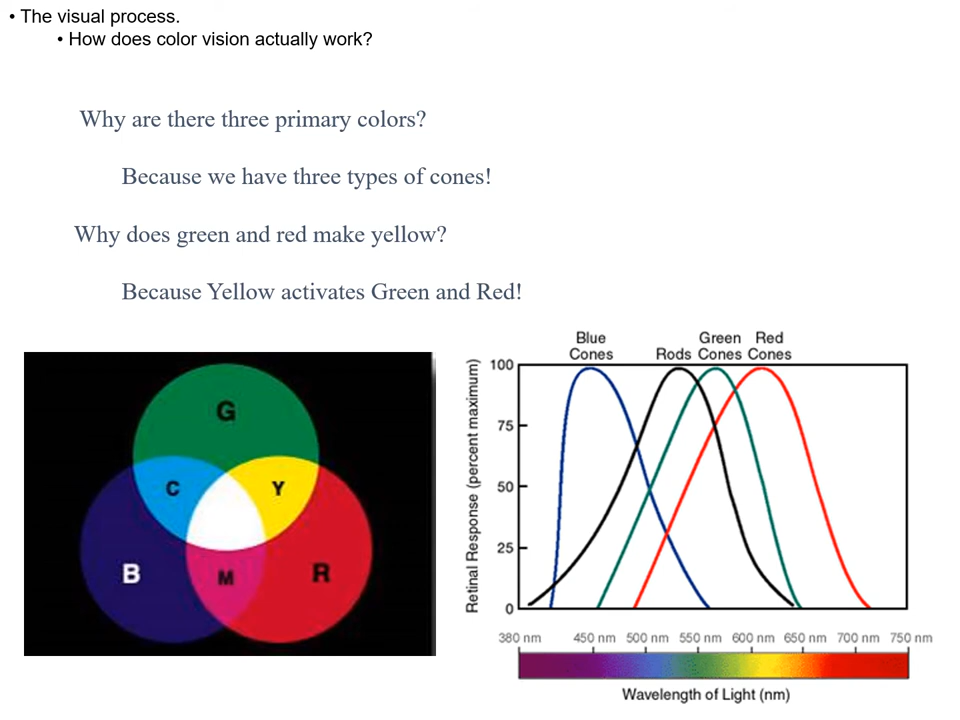 • The visual process.
• How does color vision actually work?
Why are there three primary colors?
Because we have three types of cones!
Why does green and red make yellow?
Because Yellow activates Green and Red!
G
C
Y
B
M
R
Blue Cones
Rods
Green Cones
Red Cones
Retinal Response (percent maximum)
100
75
50
25
0
380 nm 450 nm 500 nm 550 nm 600 nm 650 nm 700 nm 750 nm
Wavelength of Light (nm)